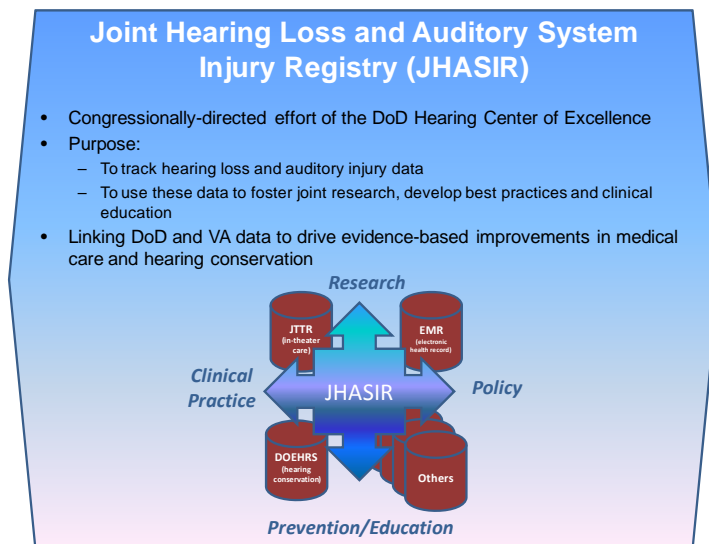 Joint Hearing Loss and Auditory System
Injury Registry (JHASIR)
• Congressionally-directed effort of the DoD Hearing Center of Excellence
• Purpose:
– To track hearing loss and auditory injury data
– To use these data to foster joint research, develop best practices and clinical
education
• Linking DoD and VA data to drive evidence-based improvements in medical
care and hearing conservation
Research
JTTR
(in-theater
care)
EMR
(electronic
health record)
Clinical
Practice
JHASIR
Policy
DOEHRS
(hearing
conservation)
Others
Prevention/Education